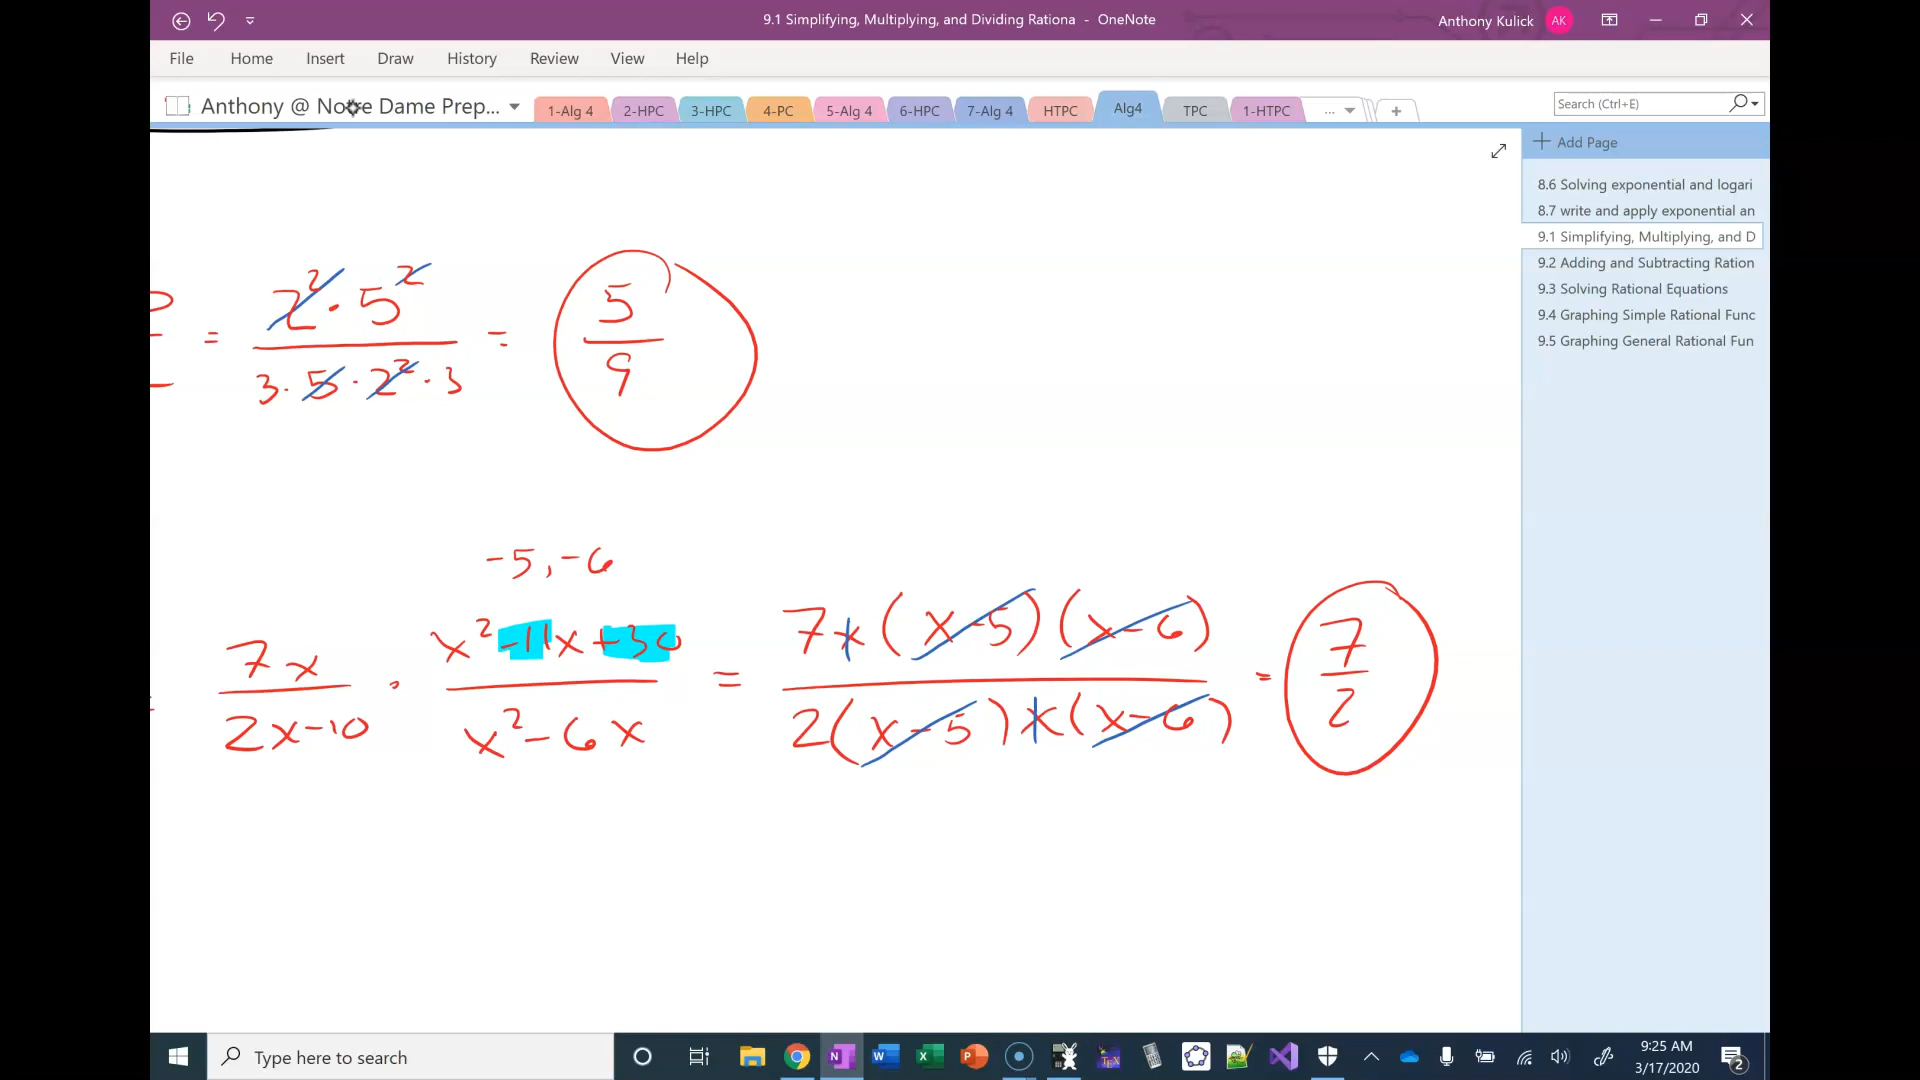 9.1 Simplifying, Multiplying, and Dividing Rationa - OneNote
Anthony Kulick AK
File Home Insert Draw History Review View Help
Anthony @ Notre Dame Prep...
1-Alg 4 2-HPC 3-HPC 4-PC 5-Alg 4 6-HPC 7-Alg 4 HTPC Alg4 TPC 1-HTPC ... +
Search (Ctrl+E)
Add Page
8.6 Solving exponential and logari
8.7 write and apply exponential an
9.1 Simplifying, Multiplying, and D
9.2 Adding and Subtracting Ration
9.3 Solving Rational Equations
9.4 Graphing Simple Rational Func
9.5 Graphing General Rational Fun
= 2² · 5² / 3 · 5 · 2² · 3 = 5/9
-5, -6
7x / 2x-10 · x² -11x +30 / x² - 6x = 7x (x-5)(x-6) / 2(x-5)x(x-6) = 7/2
Type here to search
9:25 AM
3/17/2020
2